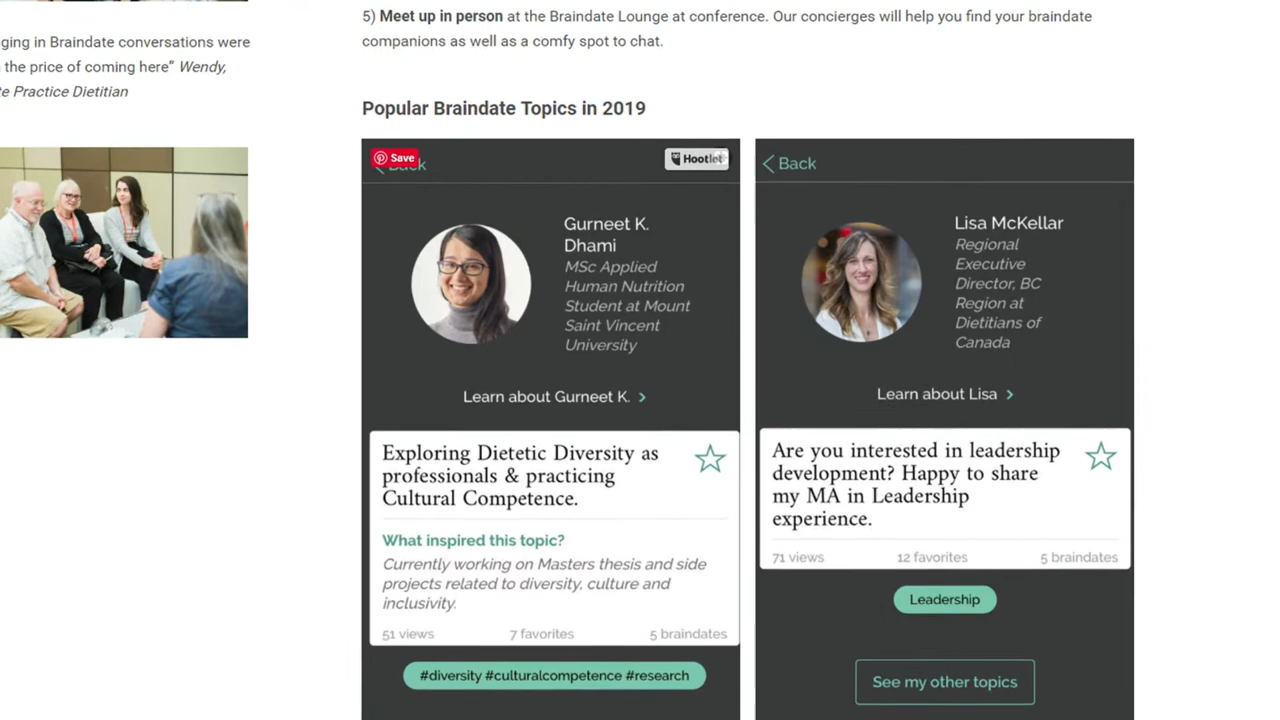 ging in Braindate conversations were
the price of coming here" Wendy,
Practice Dietitian
5) Meet up in person at the Braindate Lounge at conference. Our concierges will help you find your braindate
companions as well as a comfy spot to chat.
Popular Braindate Topics in 2019
Save
Hootlet
Back
Gurneet K.
Dhami
MSc Applied
Human Nutrition
Student at Mount
Saint Vincent
University
Learn about Gurneet K. >
Exploring Dietetic Diversity as
professionals & practicing
Cultural Competence.
What inspired this topic?
Currently working on Masters thesis and side
projects related to diversity, culture and
inclusivity.
51 views 7 favorites 5 braindates
#diversity #culturalcompetence #research
Back
Lisa McKellar
Regional
Executive
Director, BC
Region at
Dietitians of
Canada
Learn about Lisa >
Are you interested in leadership
development? Happy to share
my MA in Leadership
experience.
71 views 12 favorites 5 braindates
Leadership
See my other topics